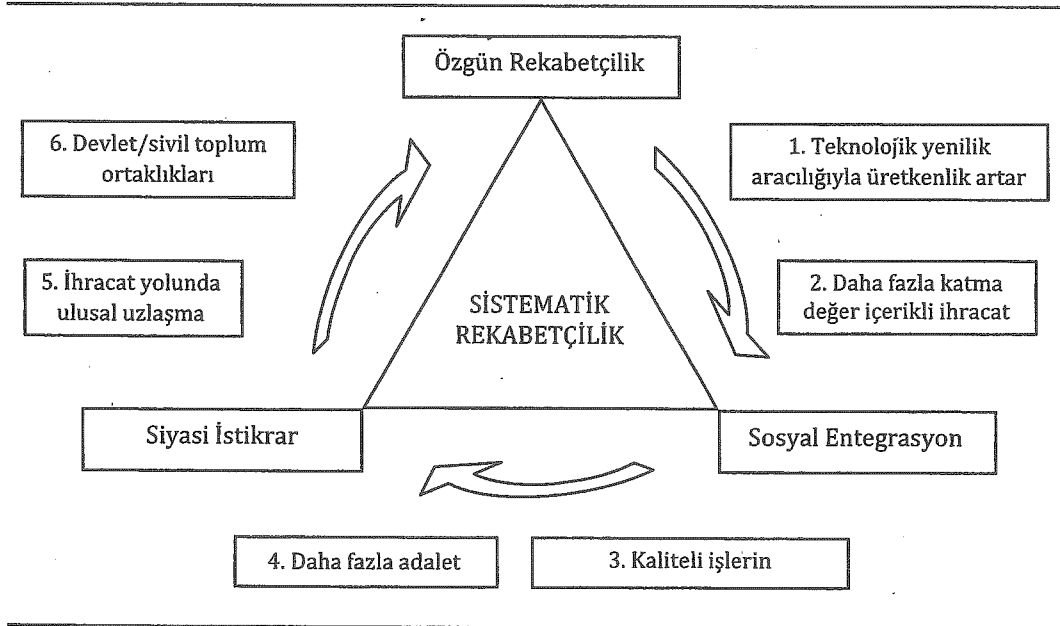 Özgün Rekabetçilik
6. Devlet/sivil toplum
ortaklıkları
1. Teknolojik yenilik
aracılığıyla üretkenlik artar
5. İhracat yolunda
ulusal uzlaşma
SİSTEMATİK
REKABETÇİLİK
2. Daha fazla katma
değer içerikli ihracat
Siyasi İstikrar
Sosyal Entegrasyon
4. Daha fazla adalet
3. Kaliteli işlerin